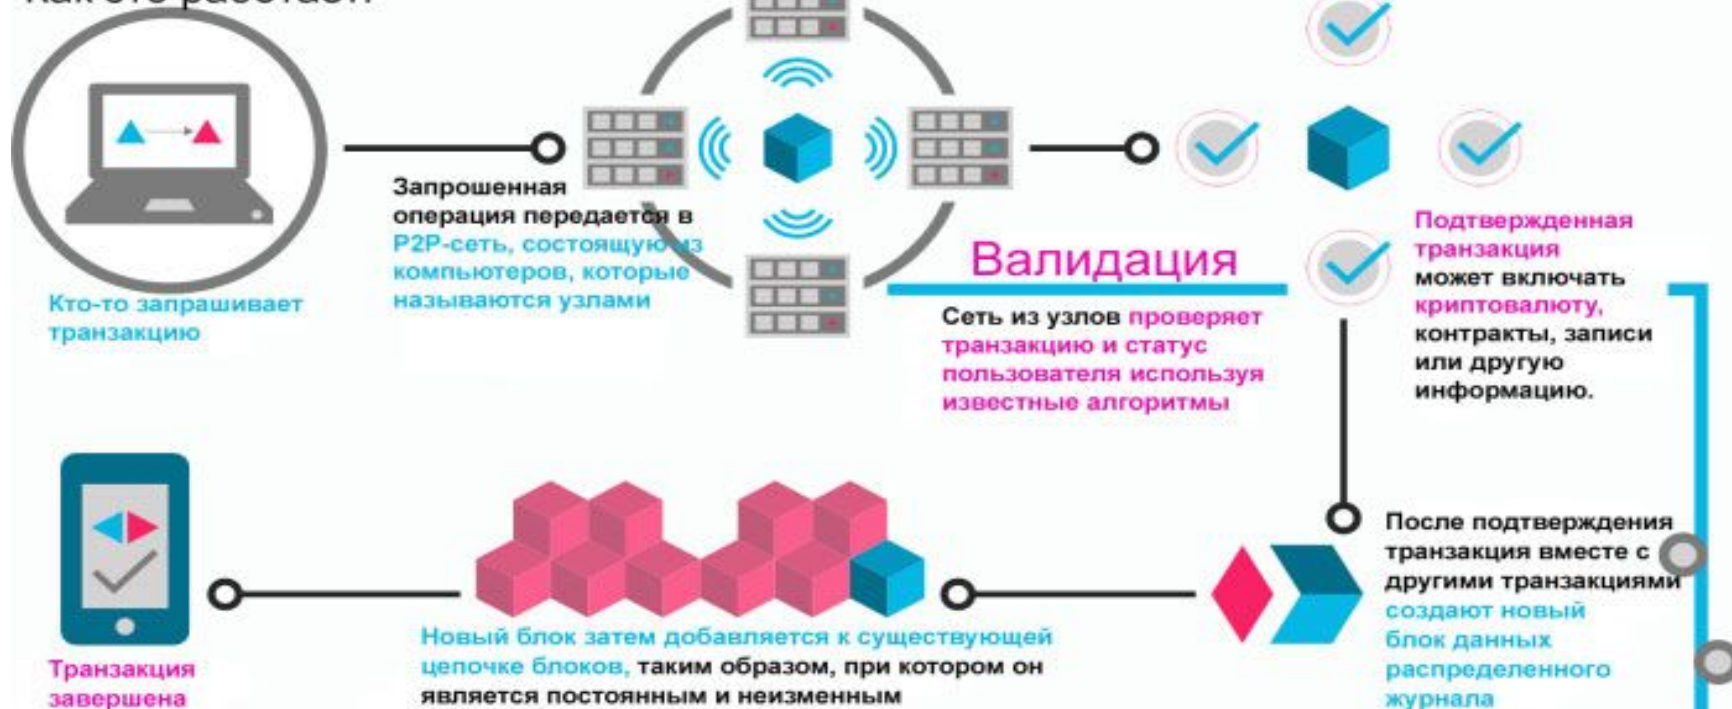 Как это работает?
Кто-то запрашивает
транзакцию
Запрошенная
операция передается в
P2P-сеть, состоящую из
компьютеров, которые
называются узлами
Валидация
Сеть из узлов проверяет
транзакцию и статус
пользователя используя
известные алгоритмы
Подтвержденная
транзакция
может включать
криптовалюту,
контракты, записи
или другую
информацию.
После подтверждения
транзакция вместе с
другими транзакциями
создают новый
блок данных
распределенного
журнала
Новый блок затем добавляется к существующей
цепочке блоков, таким образом, при котором он
является постоянным и неизменным
Транзакция
завершена